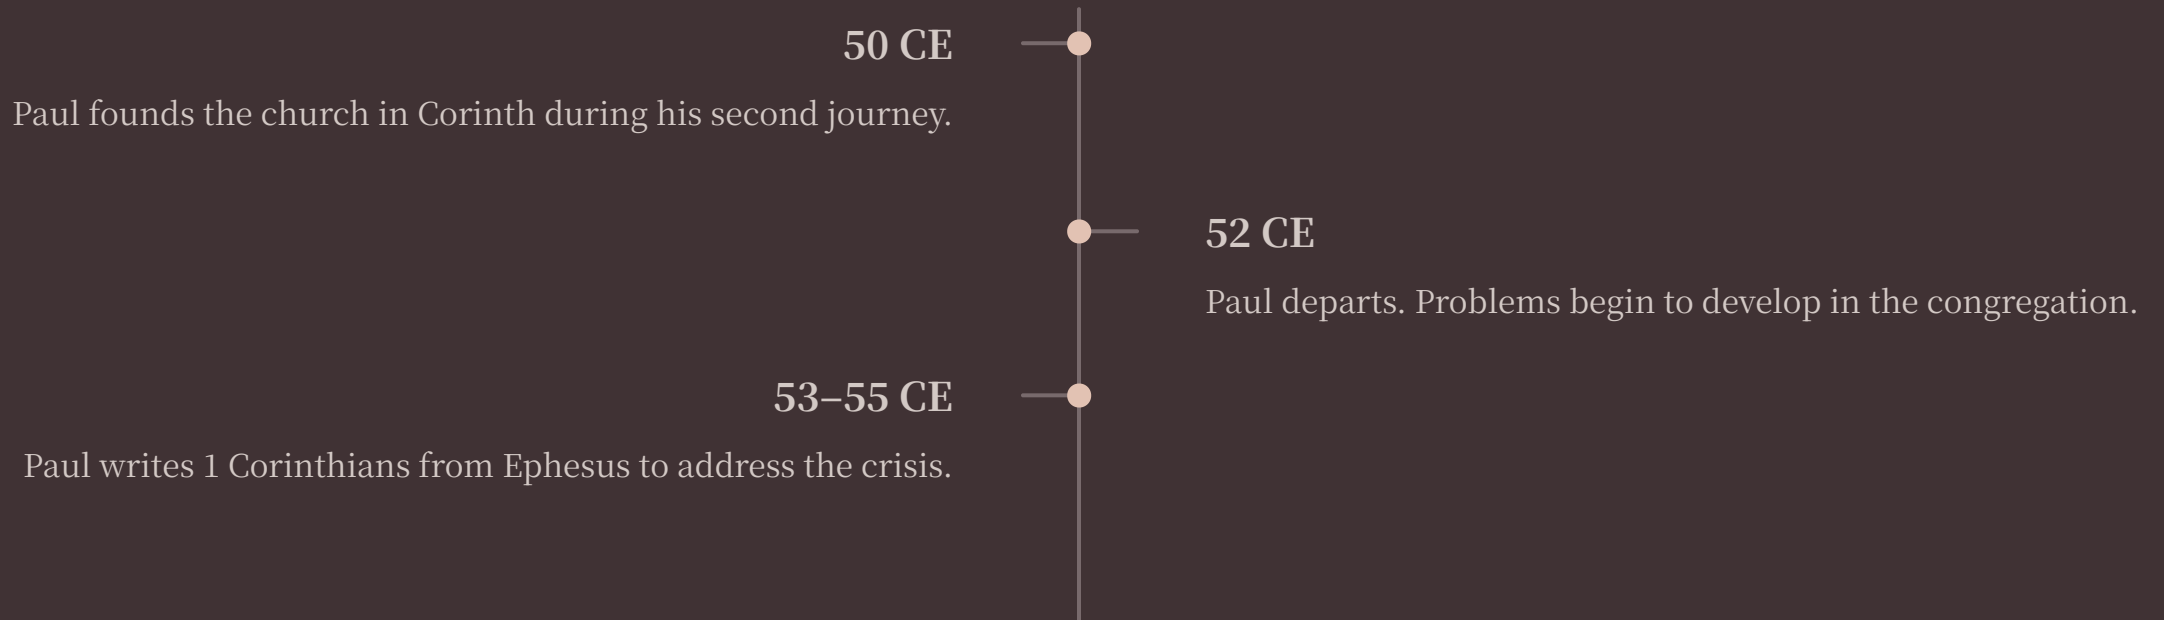 50 CE
Paul founds the church in Corinth during his second journey.
52 CE
Paul departs. Problems begin to develop in the congregation.
53–55 CE
Paul writes 1 Corinthians from Ephesus to address the crisis.